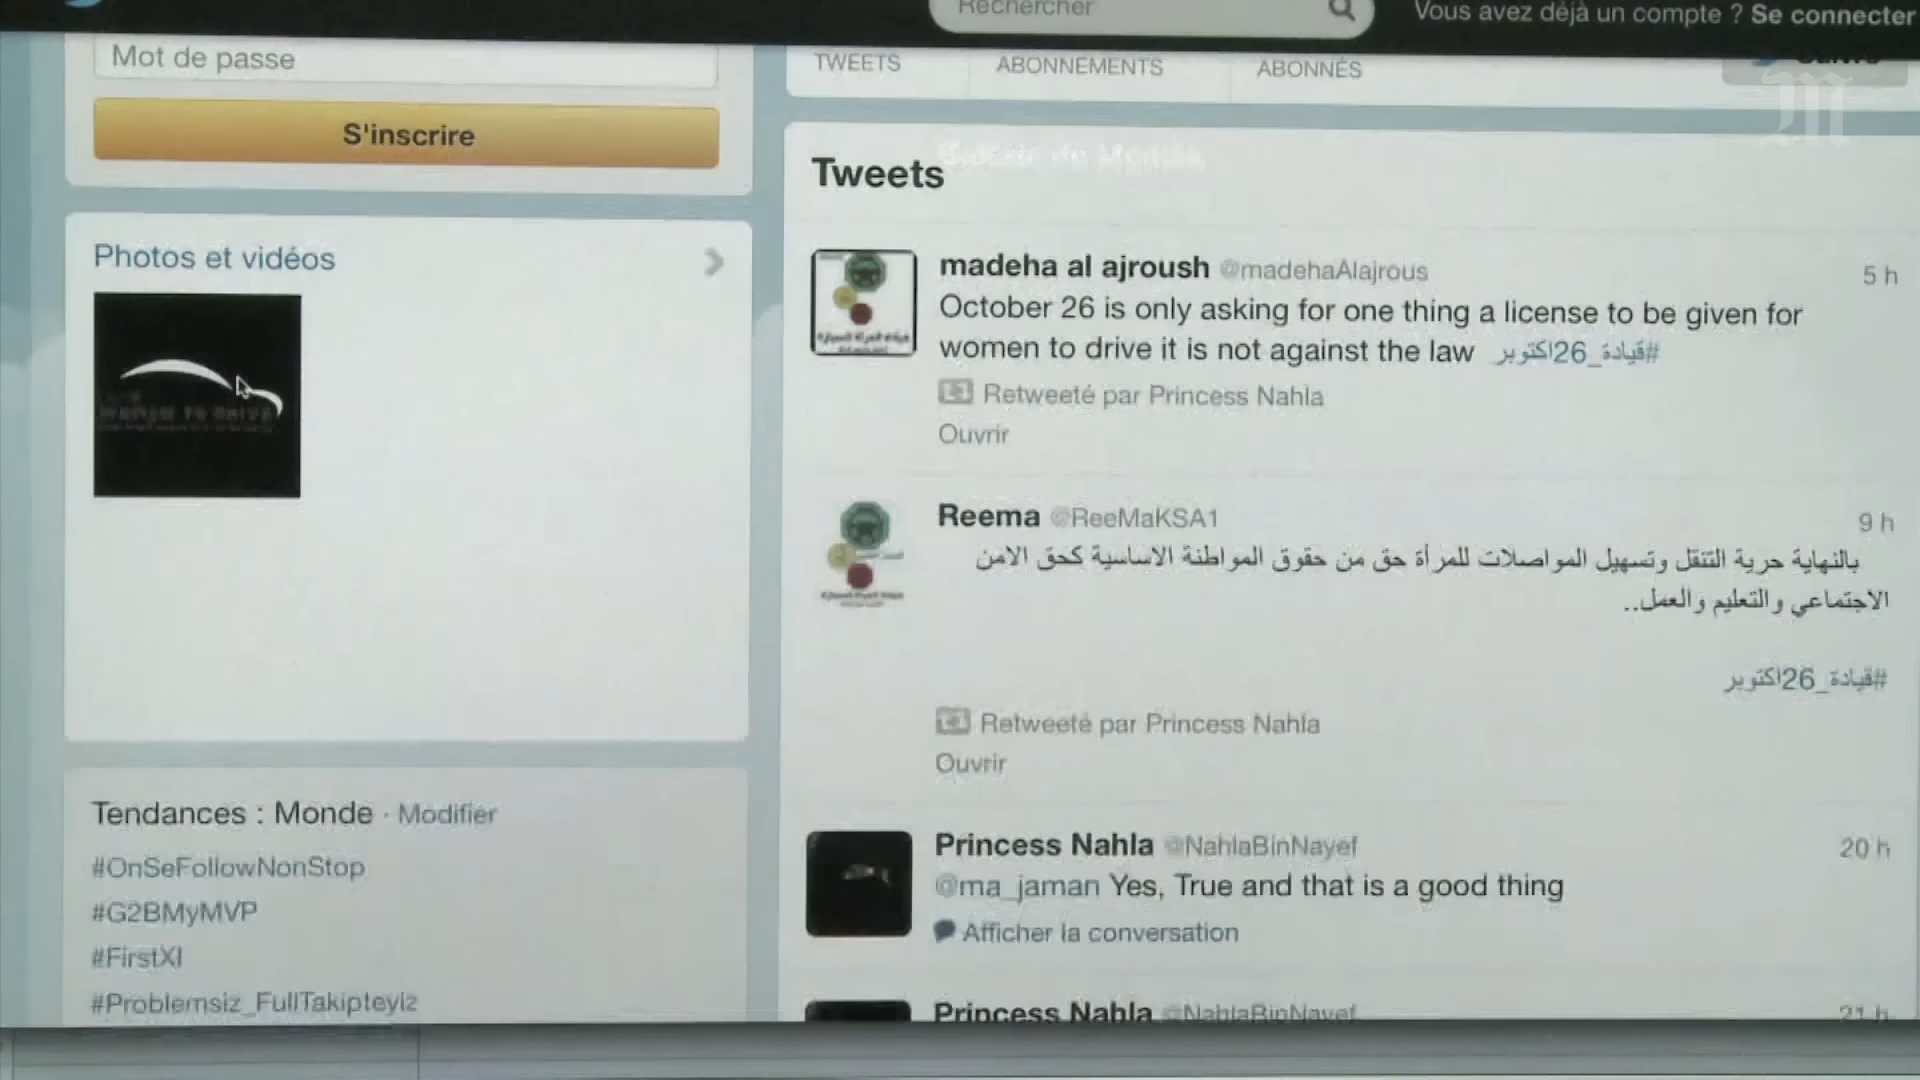 Rechercher
Vous avez déjà un compte ? Se connecter
Mot de passe
S'inscrire
Photos et vidéos
Tendances : Monde · Modifier
#OnSeFollowNonStop
#G2BMyMVP
#FirstXI
#Problemsiz_FullTakipteyiz
TWEETS
ABONNEMENTS
ABONNÉS
Suivre
M
Tweets
madeha al ajroush @madehaAlajrous
5 h
October 26 is only asking for one thing a license to be given for
women to drive it is not against the law #قيادة_26اكتوبر
Retweeté par Princess Nahla
Ouvrir
Reema @ReeMaKSA1
9 h
بالنهاية حرية التنقل وتسهيل المواصلات للمرأة حق من حقوق المواطنة الاساسية كحق الامن
الاجتماعي والتعليم والعمل..
#قيادة_26اكتوبر
Retweeté par Princess Nahla
Ouvrir
Princess Nahla @NahlaBinNayef
20 h
@ma_jaman Yes, True and that is a good thing
Afficher la conversation
Princess Nahla @NahlaBinNayef
21 h